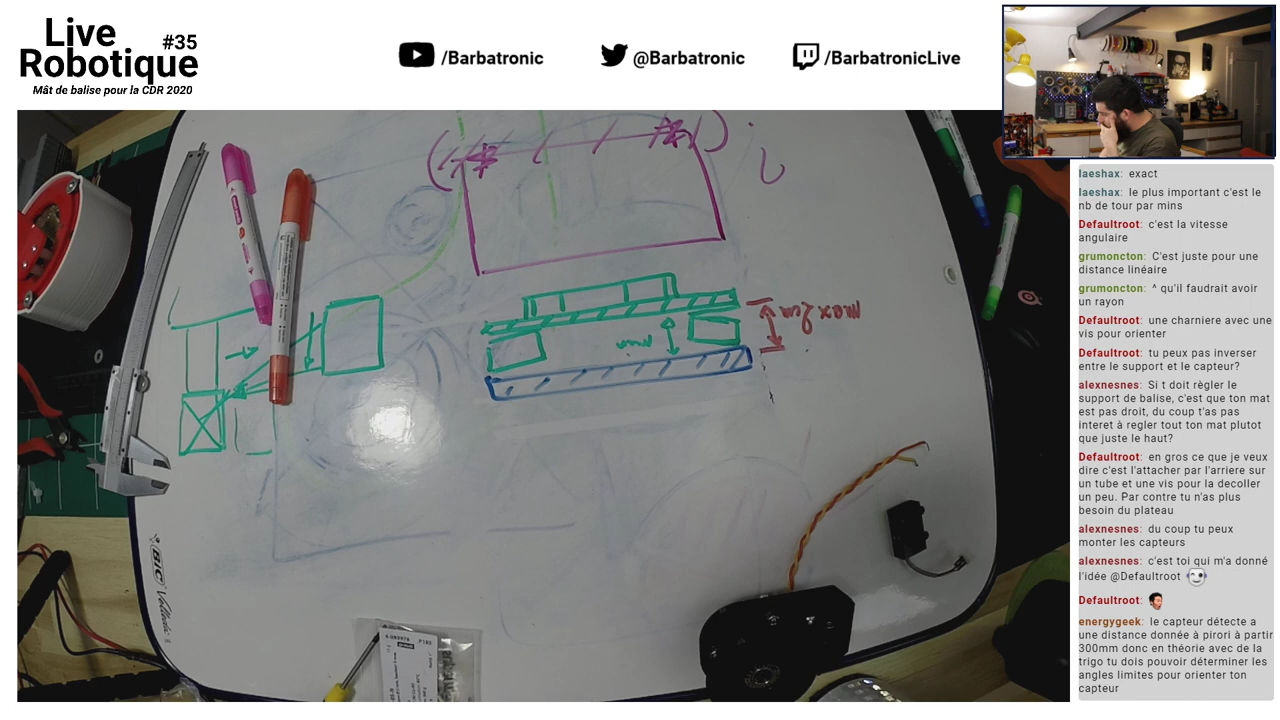 Live
Robotique #35
Mât de balise pour la CDR 2020
/Barbatronic
@Barbatronic
/BarbatronicLive
max 7mm
BIC
Velleda
laeshax: exact
laeshax: le plus important c'est le
nb de tour par mins
Defaultroot: c'est la vitesse
angulaire
grumoncton: C'est juste pour une
distance linéaire
grumoncton: ^ qu'il faudrait avoir
un rayon
Defaultroot: une charniere avec une
vis pour orienter
Defaultroot: tu peux pas inverser
entre le support et le capteur?
alexnesnes: Si t doit règler le
support de balise, c'est que ton mat
est pas droit, du coup t'as pas
interet à regler tout ton mat plutot
que juste le haut?
Defaultroot: en gros ce que je veux
dire c'est l'attacher par l'arriere sur
un tube et une vis pour la decoller
un peu. Par contre tu n'as plus
besoin du plateau
alexnesnes: du coup tu peux
monter les capteurs
alexnesnes: c'est toi qui m'a donné
l'idée @Defaultroot
Defaultroot:
energygeek: le capteur détecte a
une distance donnée à pirori à partir
300mm donc en théorie avec de la
trigo tu dois pouvoir déterminer les
angles limites pour orienter ton
capteur